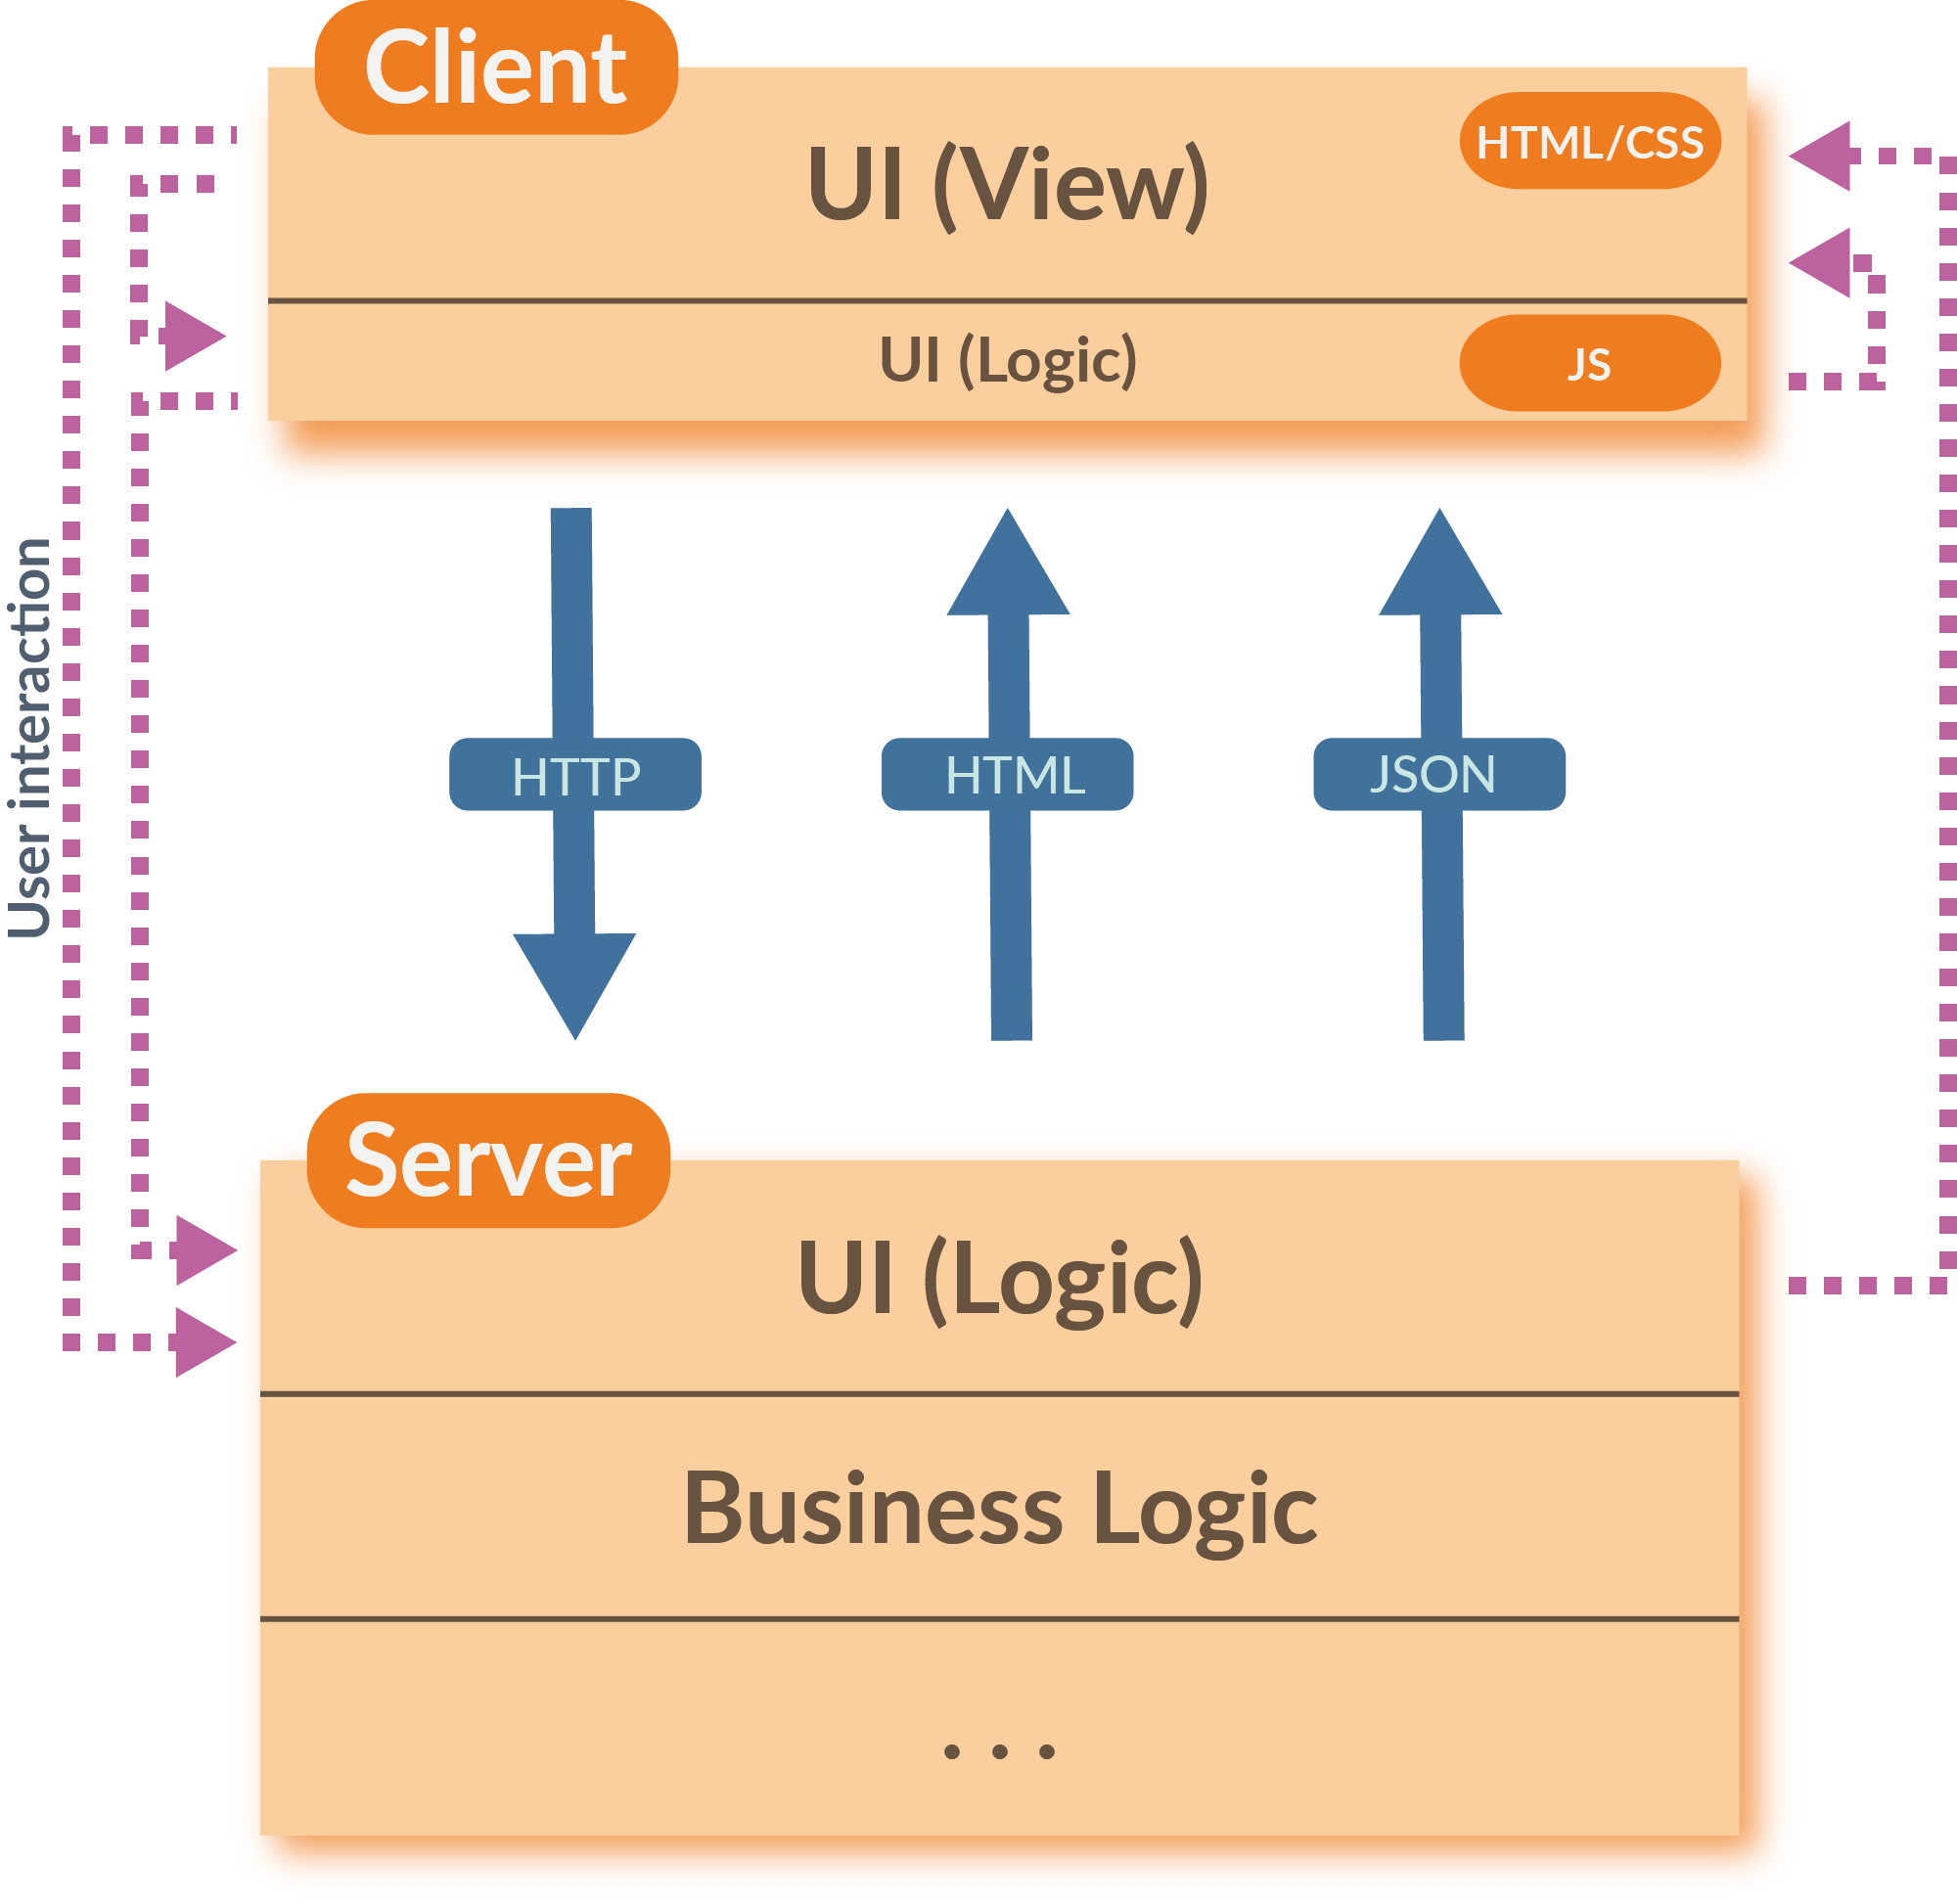 Client
UI (View)
HTML/CSS
UI (Logic)
JS
User interaction
HTTP
HTML
JSON
Server
UI (Logic)
Business Logic
...